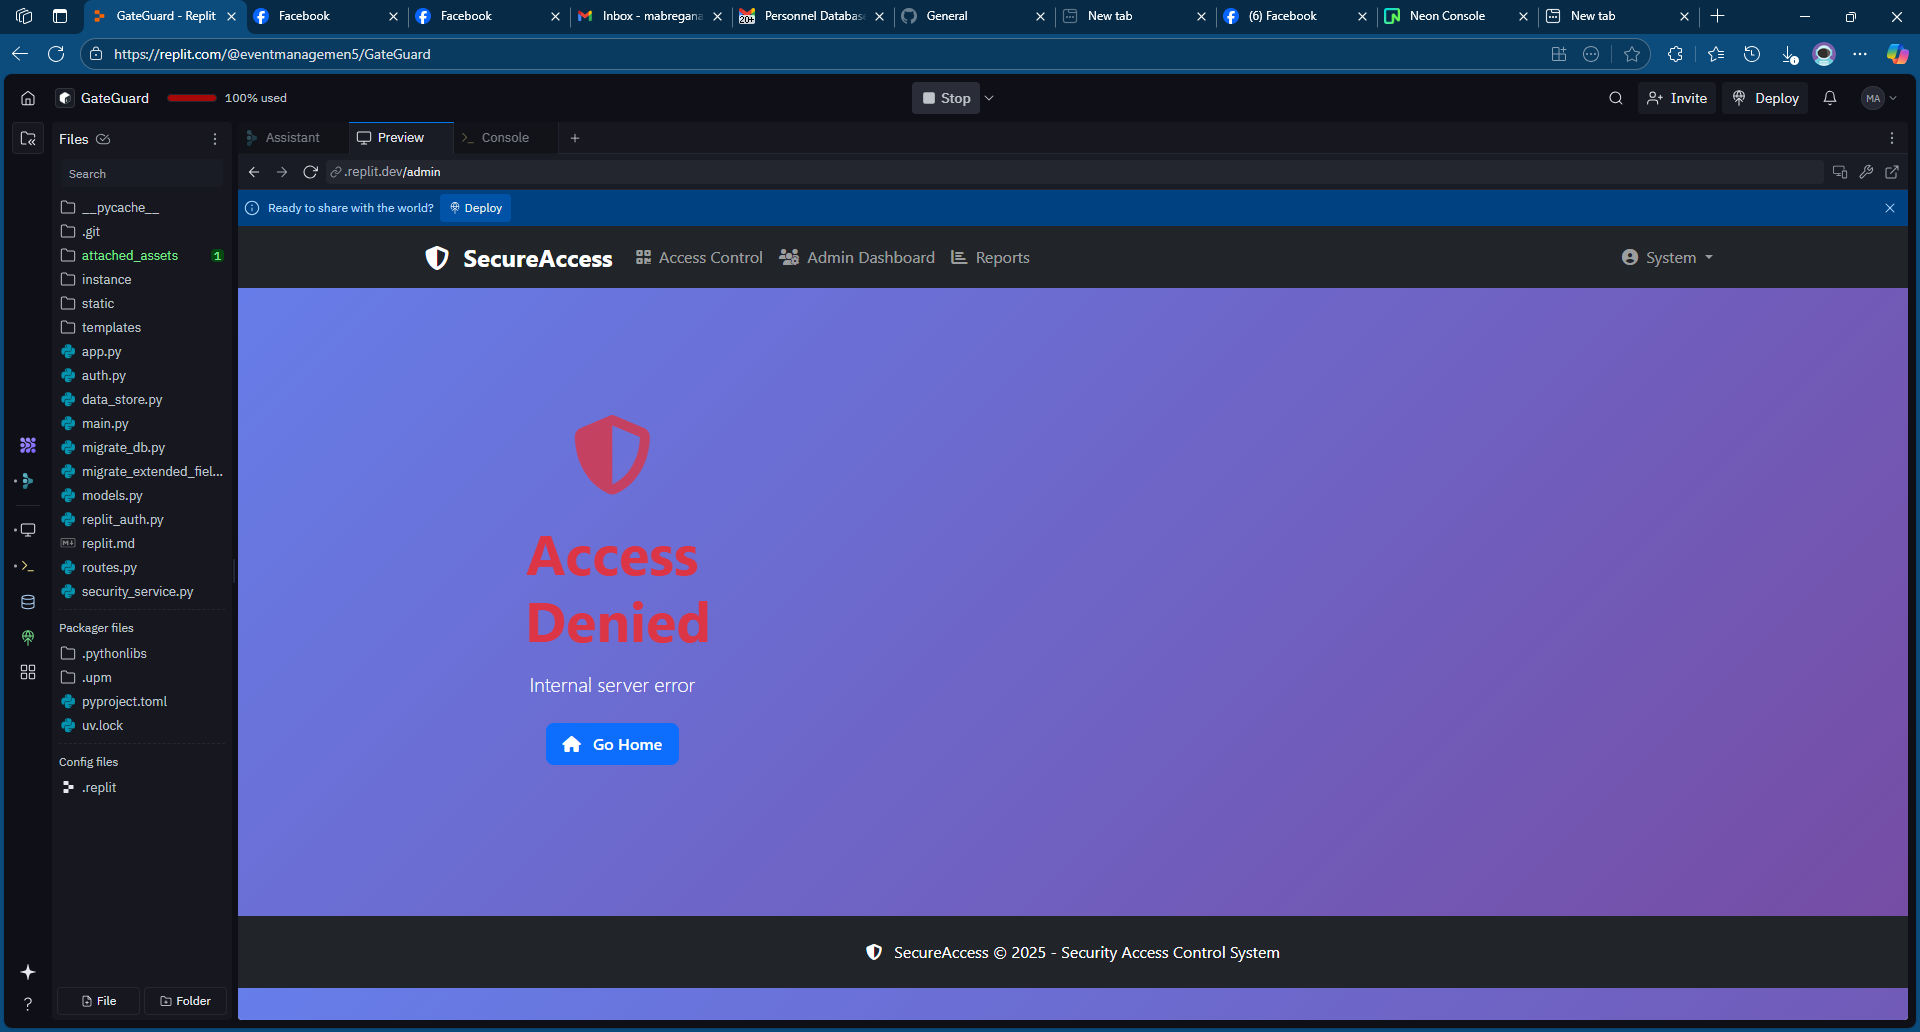 GateGuard - Replit
Facebook
Facebook
Inbox - mabregana
20+
Personnel Databas
General
New tab
(6) Facebook
Neon Console
New tab
https://replit.com/@eventmanagemen5/GateGuard
GateGuard
100% used
Stop
Invite
Deploy
MA
Files
Search
__pycache__
.git
attached_assets
1
instance
static
templates
app.py
auth.py
data_store.py
main.py
migrate_db.py
migrate_extended_fiel...
models.py
replit_auth.py
replit.md
routes.py
security_service.py
Packager files
.pythonlibs
.upm
pyproject.toml
uv.lock
Config files
.replit
File
Folder
Assistant
Preview
Console
.replit.dev/admin
Ready to share with the world?
Deploy
SecureAccess
Access Control
Admin Dashboard
Reports
System
Access
Denied
Internal server error
Go Home
SecureAccess © 2025 - Security Access Control System